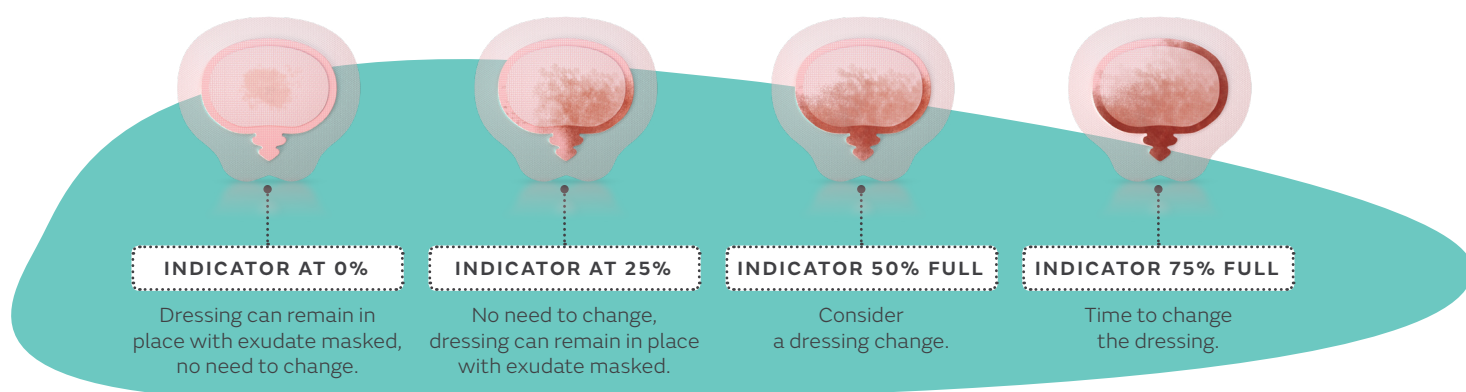 INDICATOR AT 0%
Dressing can remain in
place with exudate masked,
no need to change.
INDICATOR AT 25%
No need to change,
dressing can remain in place
with exudate masked.
INDICATOR 50% FULL
Consider
a dressing change.
INDICATOR 75% FULL
Time to change
the dressing.